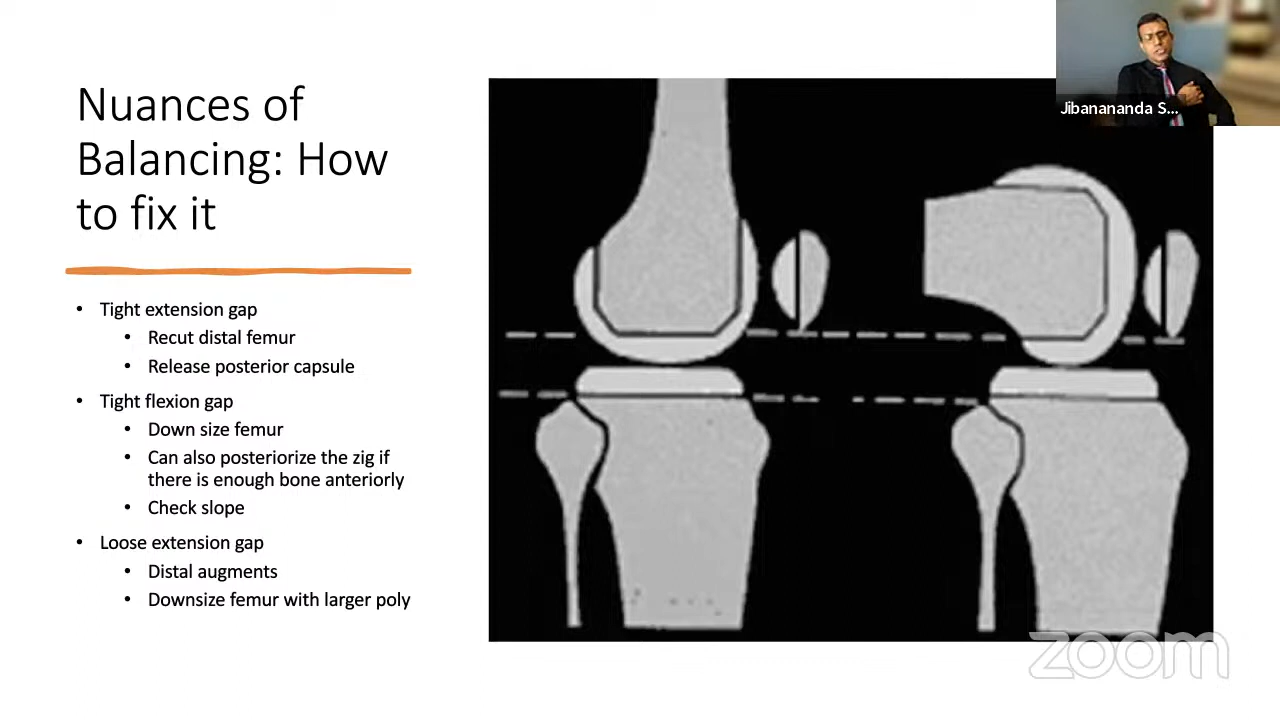 Nuances of
Balancing: How
to fix it
• Tight extension gap
• Recut distal femur
• Release posterior capsule
• Tight flexion gap
• Down size femur
• Can also posteriorize the zig if
there is enough bone anteriorly
• Check slope
• Loose extension gap
• Distal augments
• Downsize femur with larger poly
Jibanananda S...
zoom